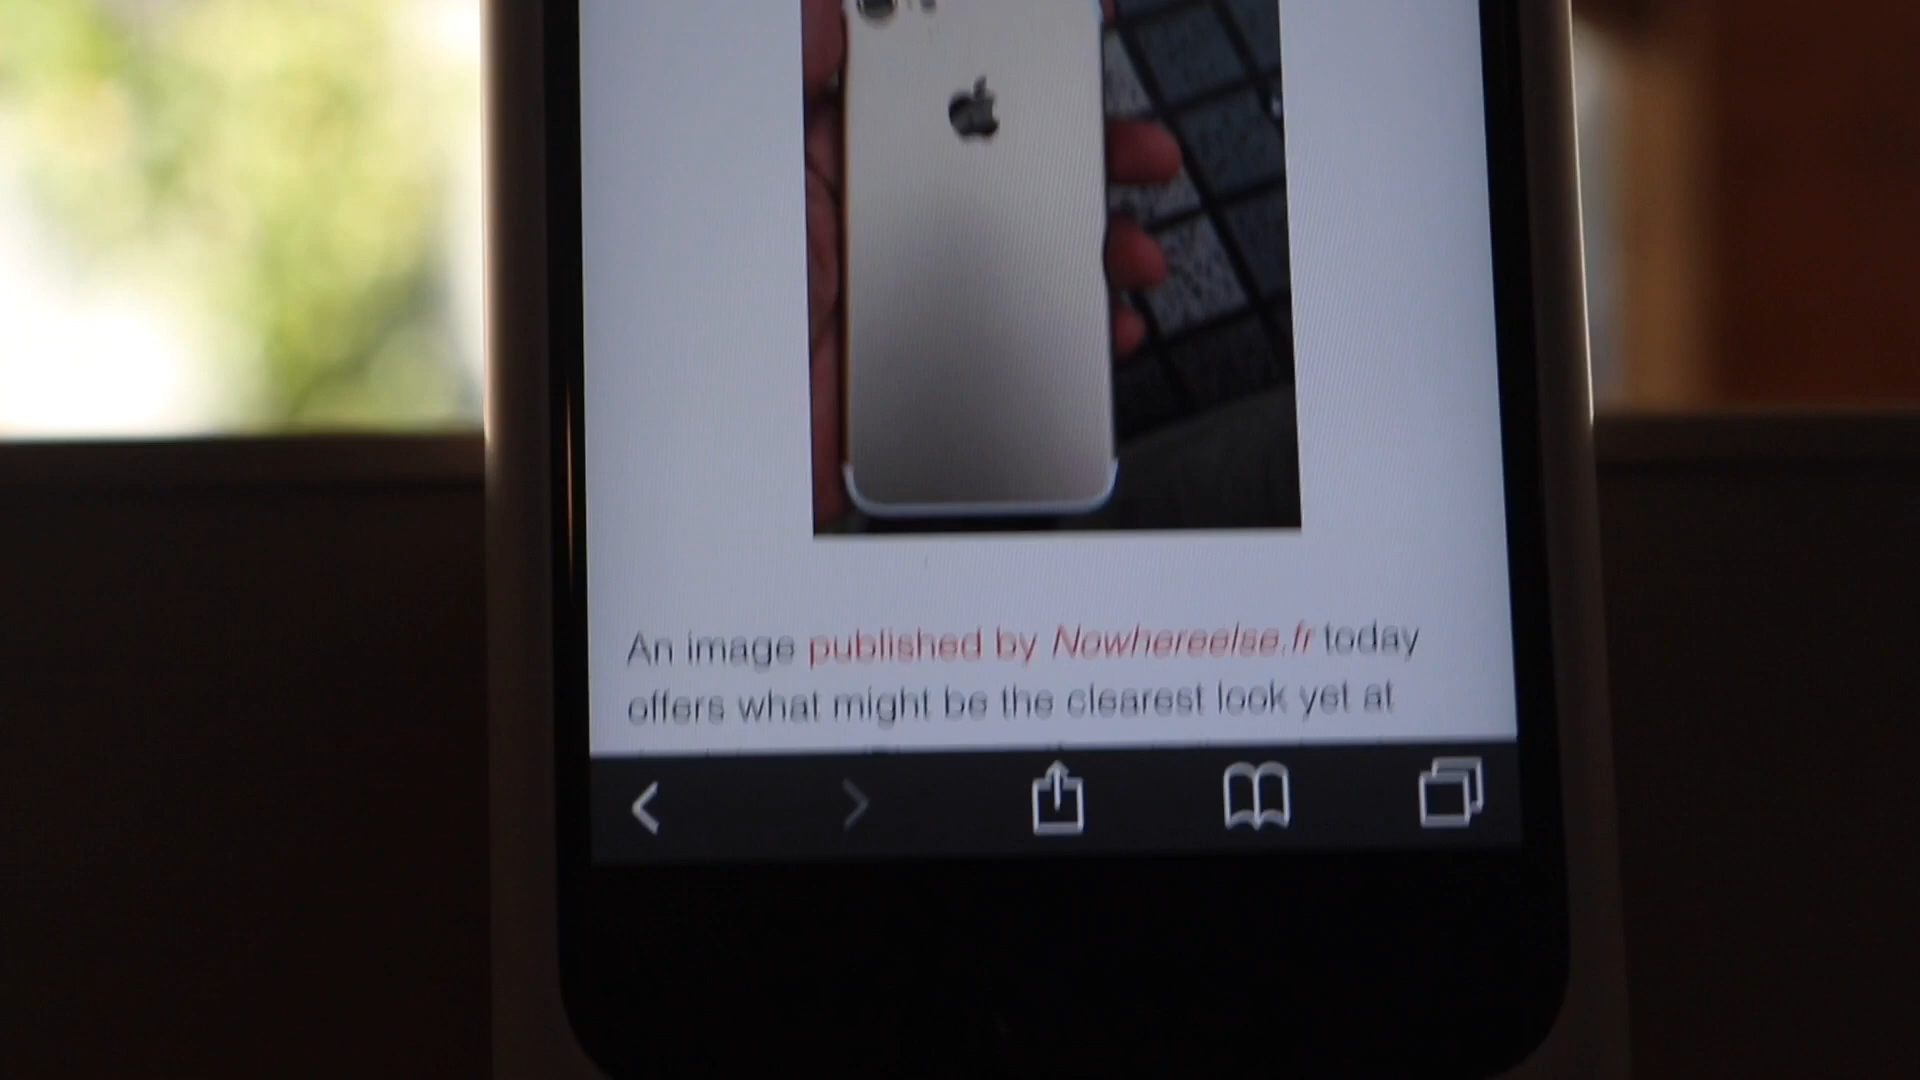 An image published by Nowhereelse.fr today
offers what might be the clearest look yet at